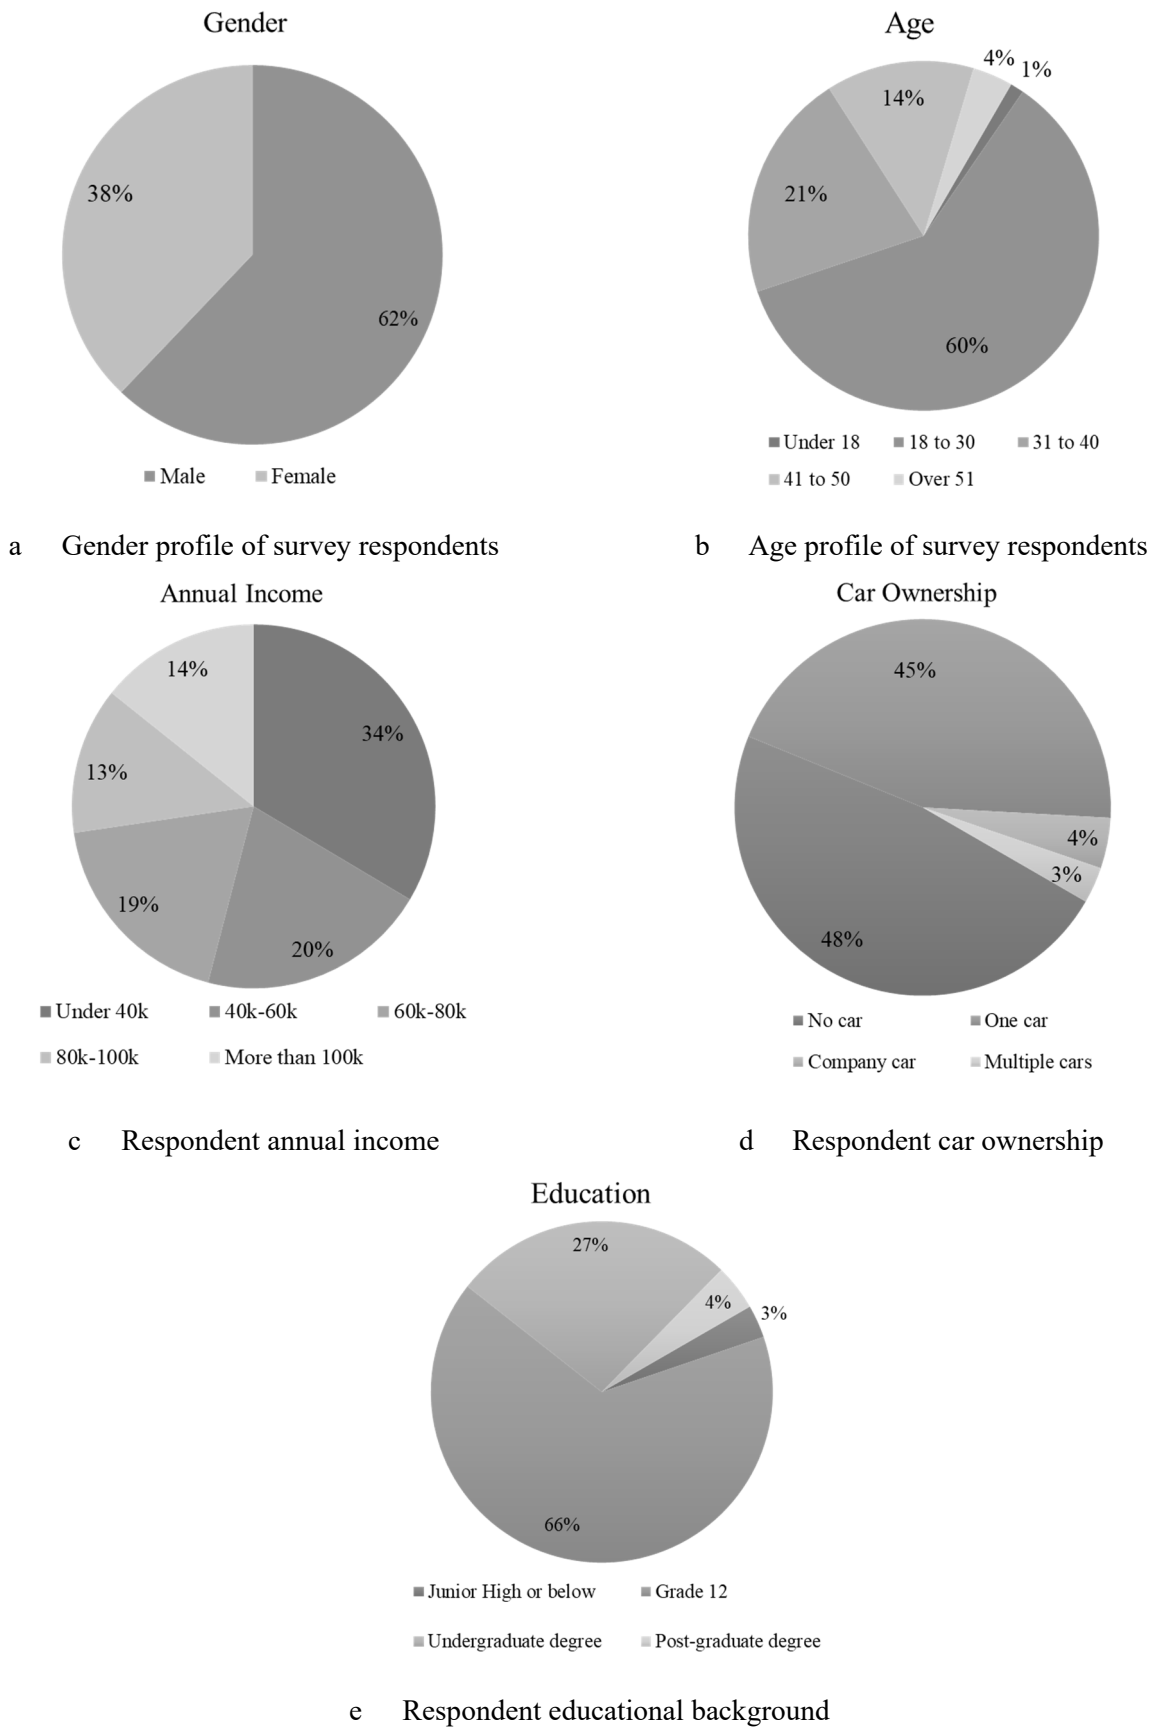 Gender
38%
62%
Male Female
a Gender profile of survey respondents
Age
4% 1%
14%
21%
60%
Under 18 18 to 30 31 to 40
41 to 50 Over 51
b Age profile of survey respondents
Annual Income
14%
34%
13%
19%
20%
Under 40k 40k-60k 60k-80k
80k-100k More than 100k
c Respondent annual income
Car Ownership
45%
4%
3%
48%
No car One car
Company car Multiple cars
d Respondent car ownership
Education
27%
4% 3%
66%
Junior High or below Grade 12
Undergraduate degree Post-graduate degree
e Respondent educational background